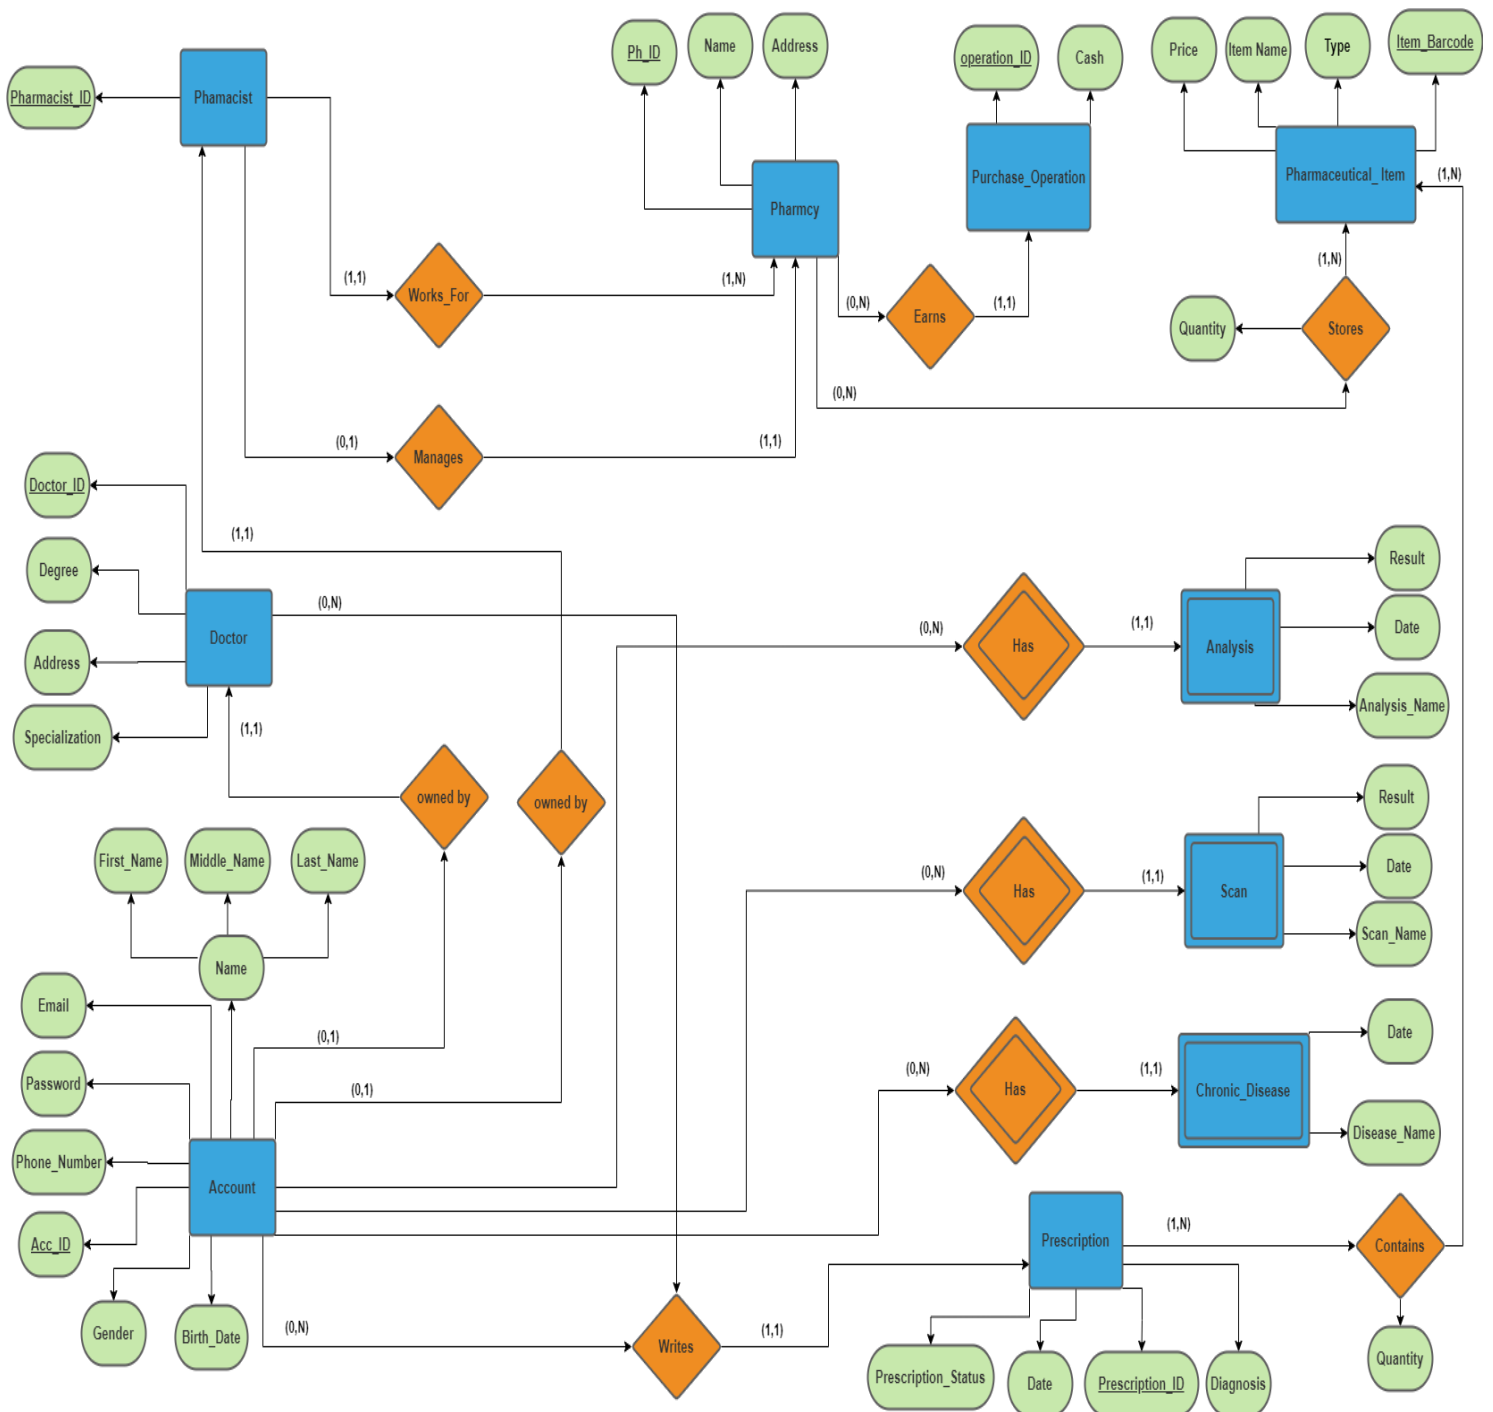 Ph_ID
Name
Address
operation_ID
Cash
Price
Item Name
Type
Item_Barcode
Pharmacist_ID
Phamacist
Pharmcy
Purchase_Operation
Pharmaceutical_Item
(1,N)
(1,1)
Works_For
(1,N)
(0,N)
Earns
(1,1)
(1,N)
Quantity
Stores
(0,N)
(0,1)
Manages
(1,1)
Doctor_ID
Degree
Doctor
Address
Specialization
(1,1)
(0,N)
(1,1)
owned by
owned by
(0,N)
Has
(1,1)
Analysis
Result
Date
Analysis_Name
First_Name
Middle_Name
Last_Name
Name
(0,N)
Has
(1,1)
Scan
Result
Date
Scan_Name
Email
Password
Phone_Number
Acc_ID
Account
Gender
Birth_Date
(0,1)
(0,1)
(0,N)
Has
(1,1)
Chronic_Disease
Date
Disease_Name
(0,N)
Writes
(1,1)
Prescription
(1,N)
Contains
Prescription_Status
Date
Prescription_ID
Diagnosis
Quantity